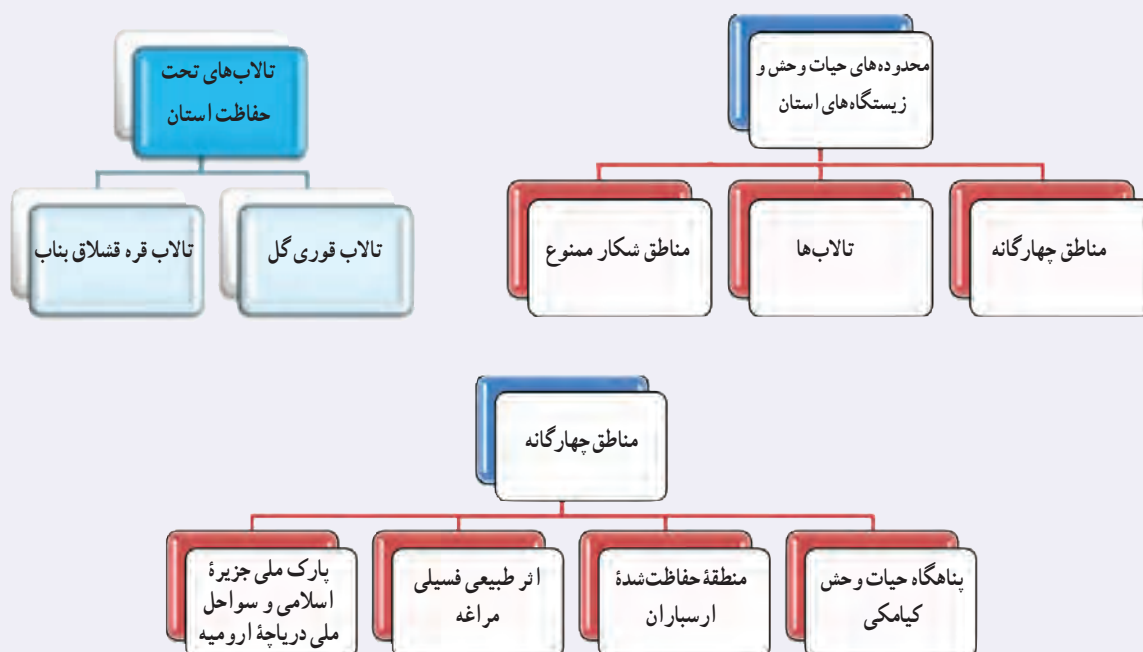 محدوده‌های حیات وحش و
زیستگاه‌های استان
مناطق چهارگانه
تالاب‌ها
مناطق شکار ممنوع
تالاب‌های تحت
حفاظت استان
تالاب قوری گل
تالاب قره قشلاق بناب
مناطق چهارگانه
پناهگاه حیات وحش
کیامکی
منطقهٔ حفاظت‌شدهٔ
ارسباران
اثر طبیعی فسیلی
مراغه
پارک ملی جزیرهٔ
اسلامی و سواحل
ملی دریاچهٔ ارومیه